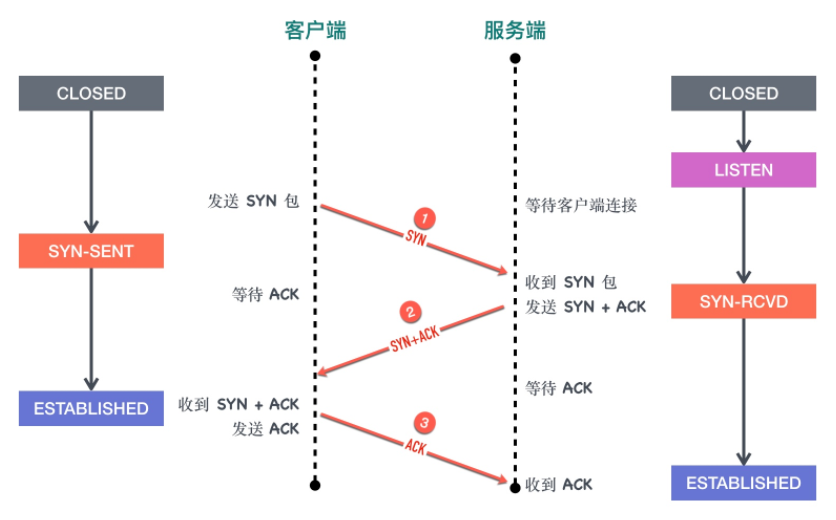 客户端
服务端
CLOSED
CLOSED
LISTEN
发送 SYN 包
等待客户端连接
1
SYN
SYN-SENT
收到 SYN 包
等待 ACK
发送 SYN + ACK
SYN-RCVD
2
SYN+ACK
等待 ACK
ESTABLISHED
收到 SYN + ACK
发送 ACK
3
ACK
收到 ACK
ESTABLISHED